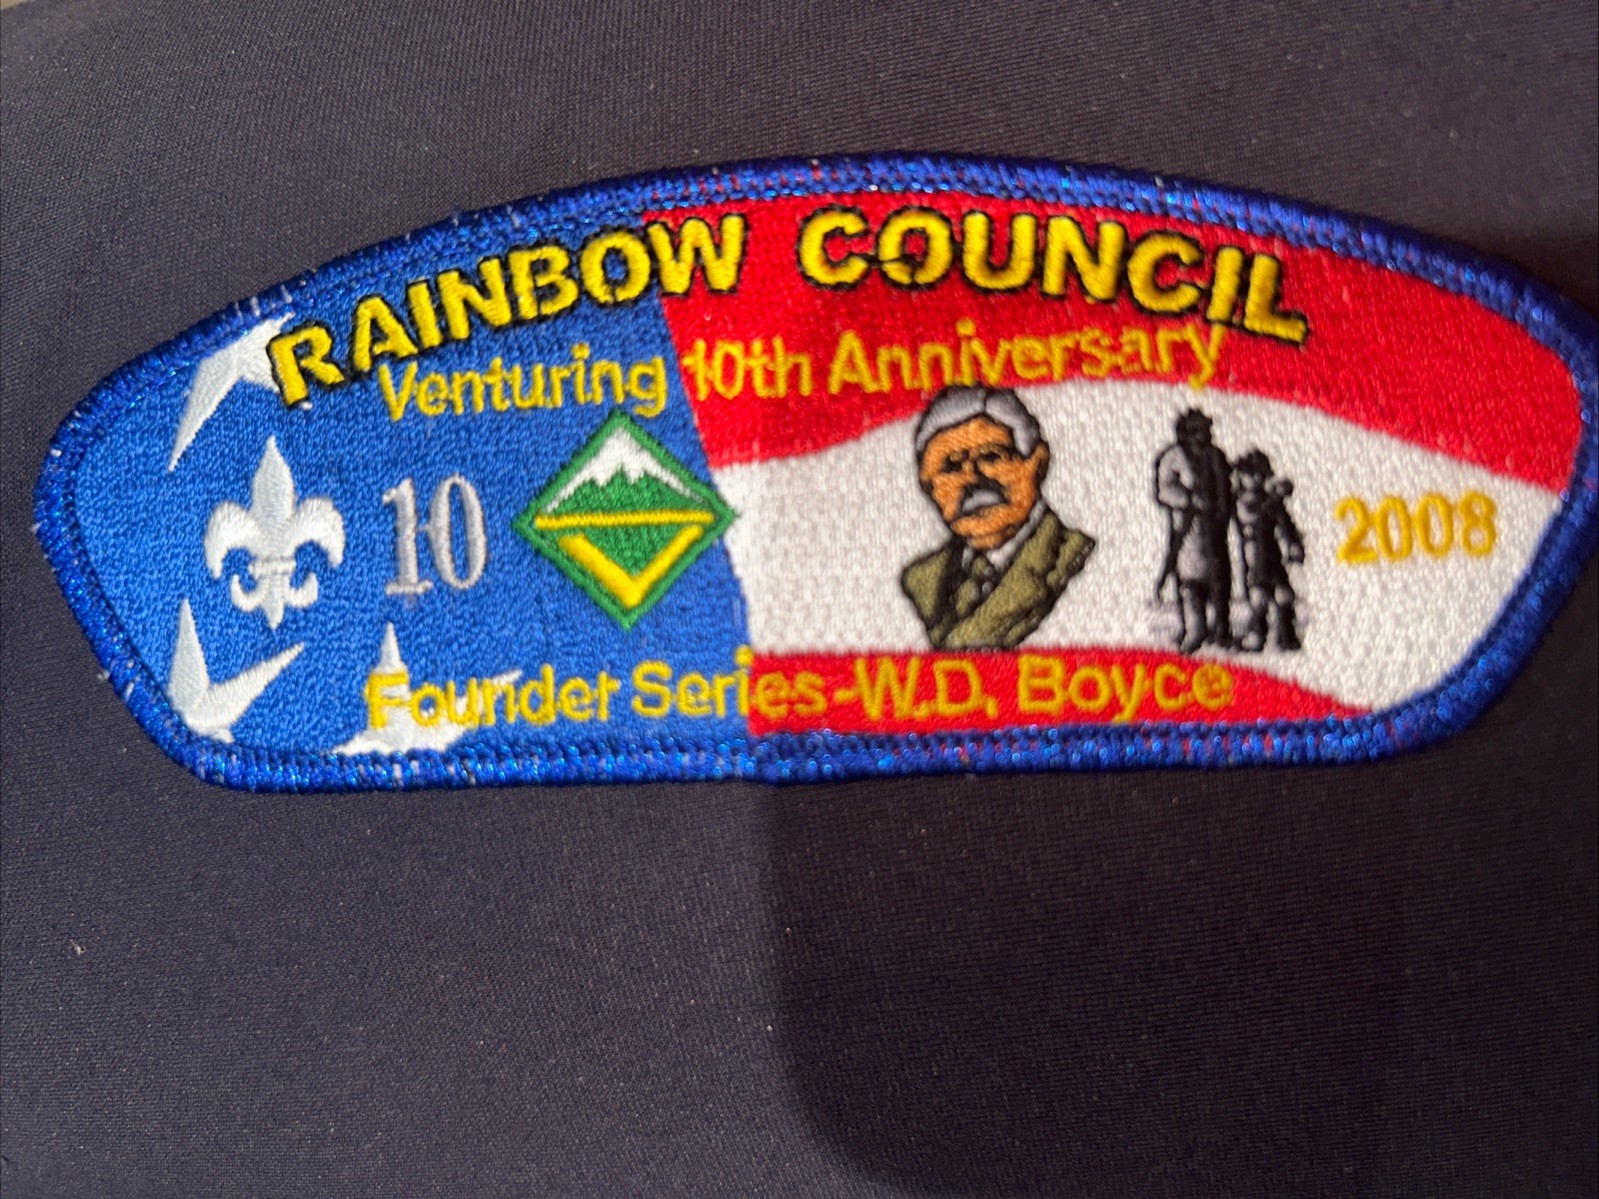 RAINBOW COUNCIL
Venturing 10th Anniversary
10
2008
Founder Series-W.D. Boyce